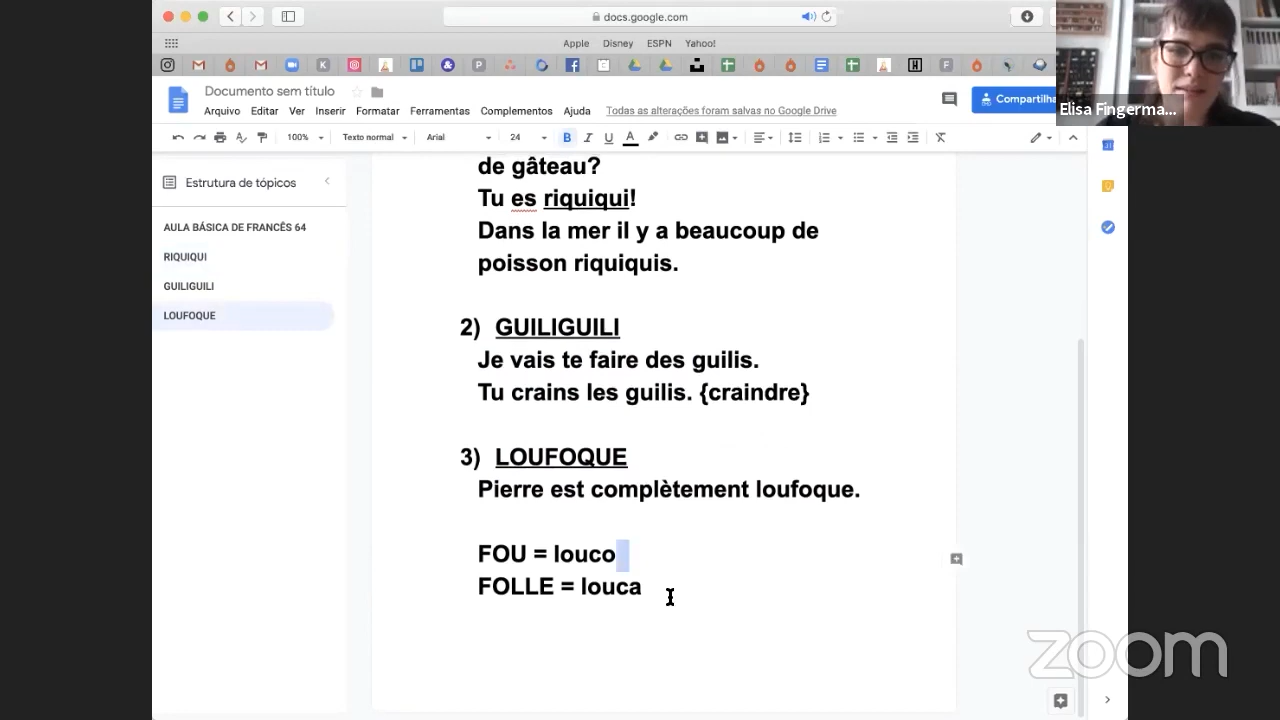 docs.google.com
Apple Disney ESPN Yahoo!
Documento sem título
Arquivo Editar Ver Inserir Formata Ferramentas Complementos Ajuda Todas as alterações foram salvas no Google Drive
Compartilha
Elisa Fingerma...
100% Texto normal Arial 24 B I U A
Estrutura de tópicos
AULA BÁSICA DE FRANCÊS 64
RIQUIQUI
GUILIGUILI
LOUFOQUE
de gâteau?
Tu es riquiqui!
Dans la mer il y a beaucoup de
poisson riquiquis.
2) GUILIGUILI
Je vais te faire des guilis.
Tu crains les guilis. {craindre}
3) LOUFOQUE
Pierre est complètement loufoque.
FOU = louco
FOLLE = louca
zoom